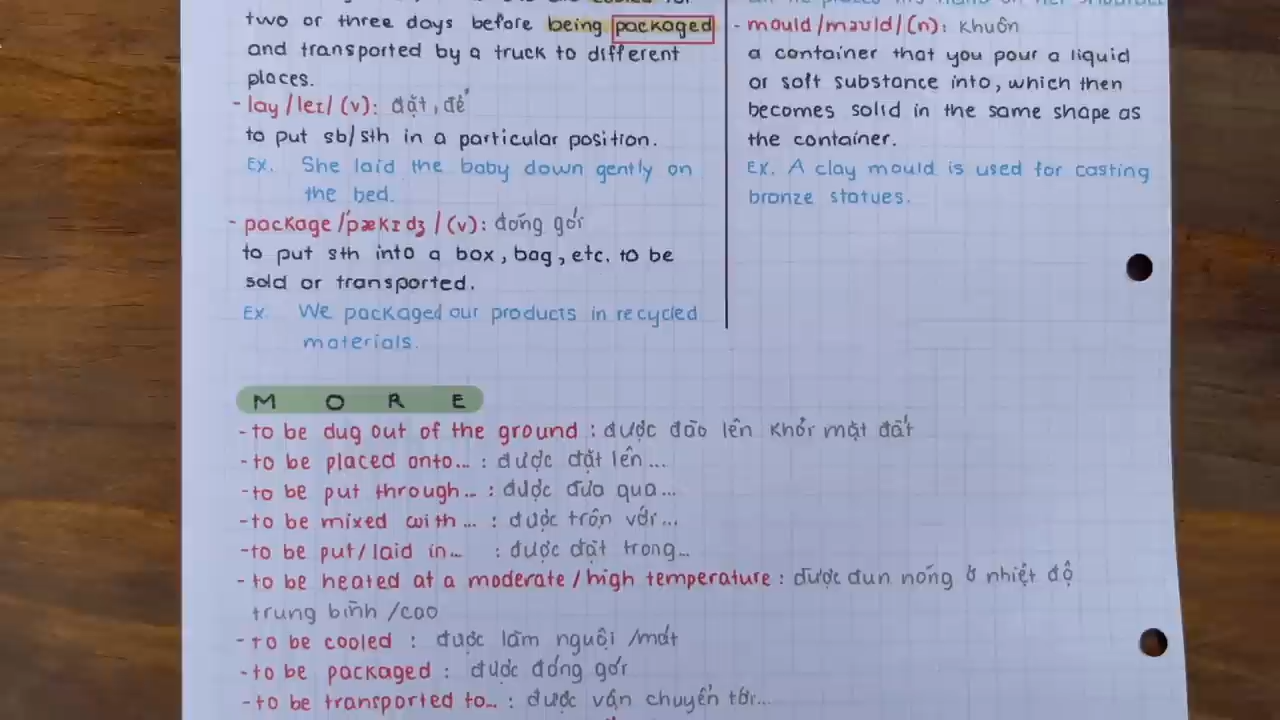 two or three days before being packaged
and transported by a truck to different
places.
- lay /leɪ/ (v): đặt, để
to put sb/sth in a particular position.
Ex. She laid the baby down gently on
the bed.
- package /ˈpækɪdʒ/ (v): đóng gói
to put sth into a box, bag, etc. to be
sold or transported.
Ex. We packaged our products in recycled
materials.
- mould /məʊld/ (n): khuôn
a container that you pour a liquid
or soft substance into, which then
becomes solid in the same shape as
the container.
Ex. A clay mould is used for casting
bronze statues.
MORE
- to be dug out of the ground : được đào lên khỏi mặt đất
- to be placed onto... : được đặt lên...
- to be put through... : được đưa qua...
- to be mixed with... : được trộn với...
- to be put/laid in... : được đặt trong...
- to be heated at a moderate/high temperature : được đun nóng ở nhiệt độ
trung bình /cao
- to be cooled : được làm nguội /mát
- to be packaged : được đóng gói
- to be transported to... : được vận chuyển tới...